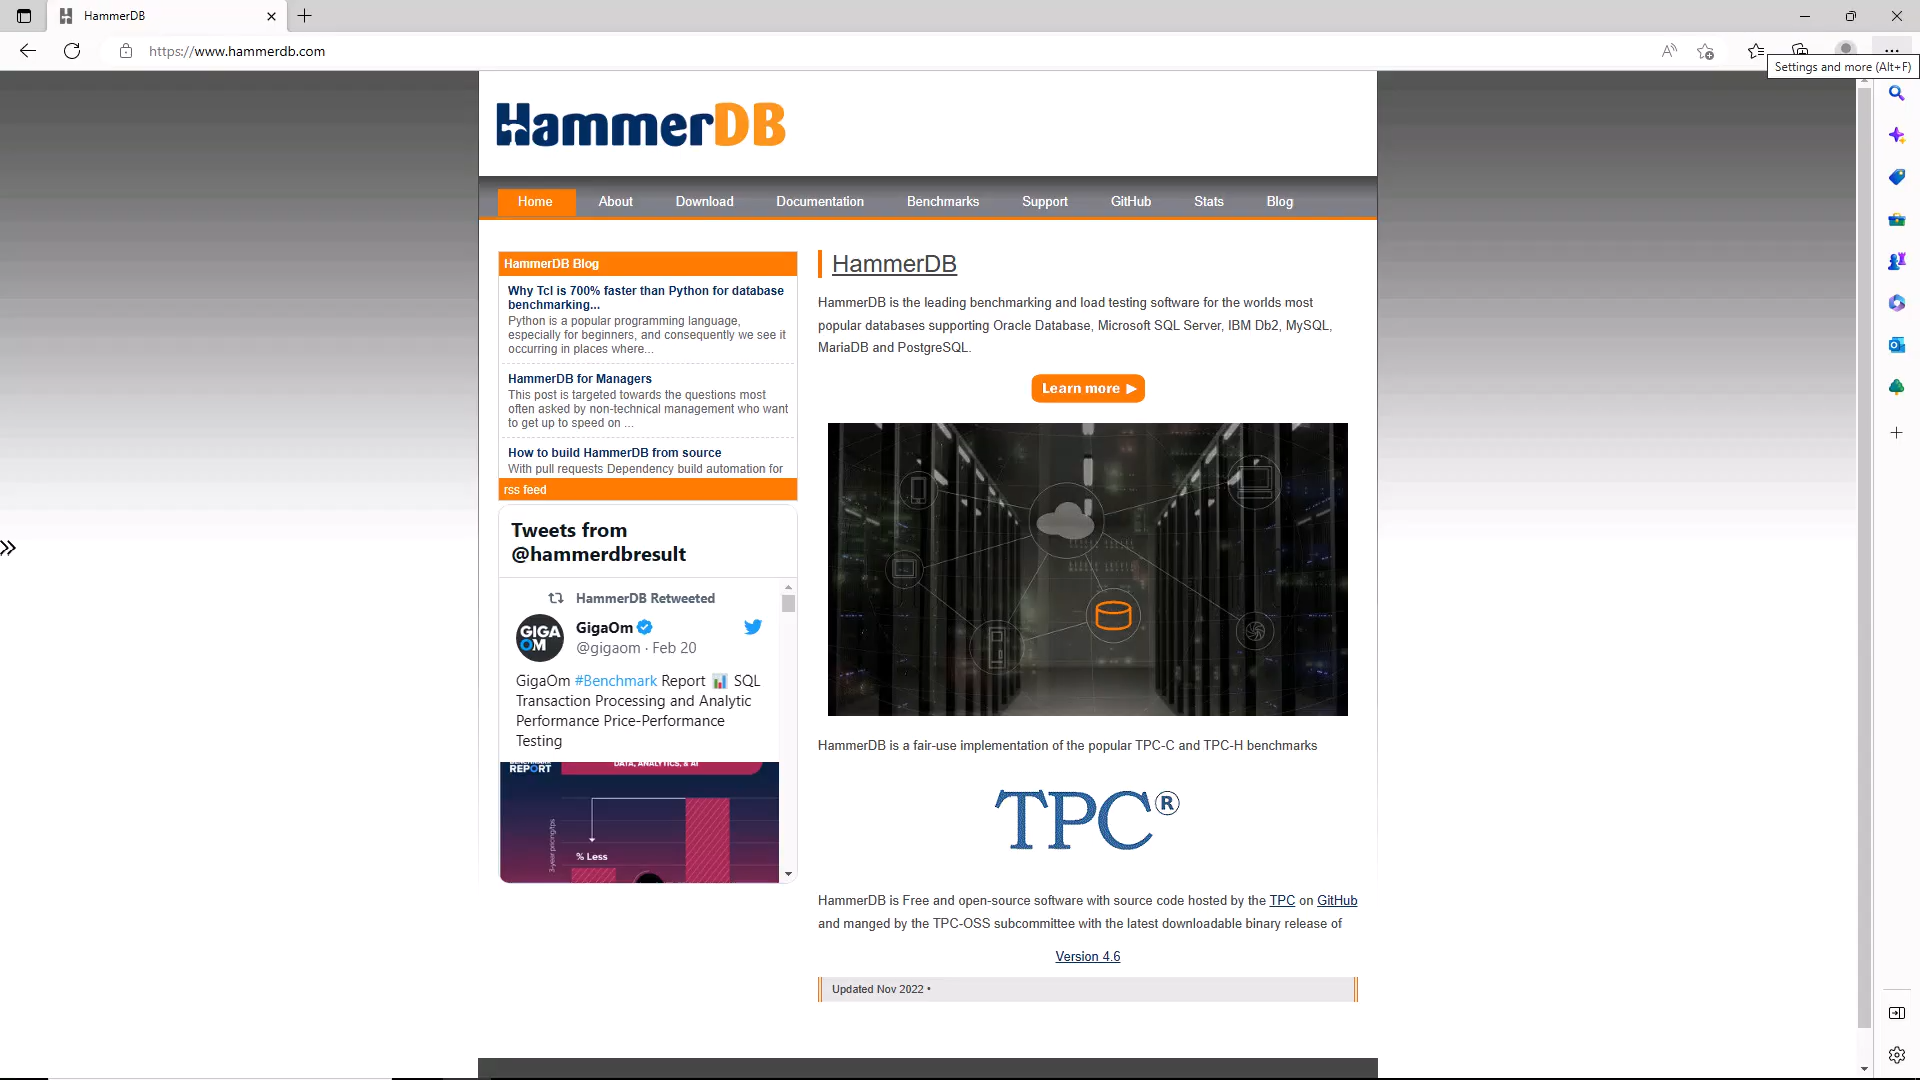 HammerDB
https://www.hammerdb.com
Settings and more (Alt+F)
HammerDB
Home
About
Download
Documentation
Benchmarks
Support
GitHub
Stats
Blog
HammerDB Blog
Why Tcl is 700% faster than Python for database
benchmarking...
Python is a popular programming language,
especially for beginners, and consequently we see it
occurring in places where...
HammerDB for Managers
This post is targeted towards the questions most
often asked by non-technical management who want
to get up to speed on ...
How to build HammerDB from source
With pull requests Dependency build automation for
rss feed
Tweets from
@hammerdbresult
HammerDB Retweeted
GIGA
OM
GigaOm
@gigaom · Feb 20
GigaOm #Benchmark Report 📊 SQL
Transaction Processing and Analytic
Performance Price-Performance
Testing
REPORT
DATA, ANALYTICS, & AI
3-year pricing/tps
% Less
HammerDB
HammerDB is the leading benchmarking and load testing software for the worlds most
popular databases supporting Oracle Database, Microsoft SQL Server, IBM Db2, MySQL,
MariaDB and PostgreSQL.
Learn more ▶
HammerDB is a fair-use implementation of the popular TPC-C and TPC-H benchmarks
TPC®
HammerDB is Free and open-source software with source code hosted by the TPC on GitHub
and manged by the TPC-OSS subcommittee with the latest downloadable binary release of
Version 4.6
Updated Nov 2022 •